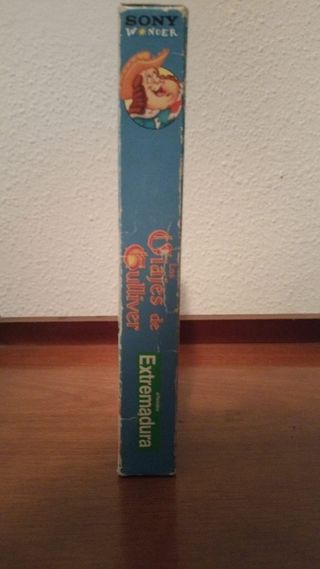 SONY
WONDER
Los
Viajes de
Gulliver
Extremadura